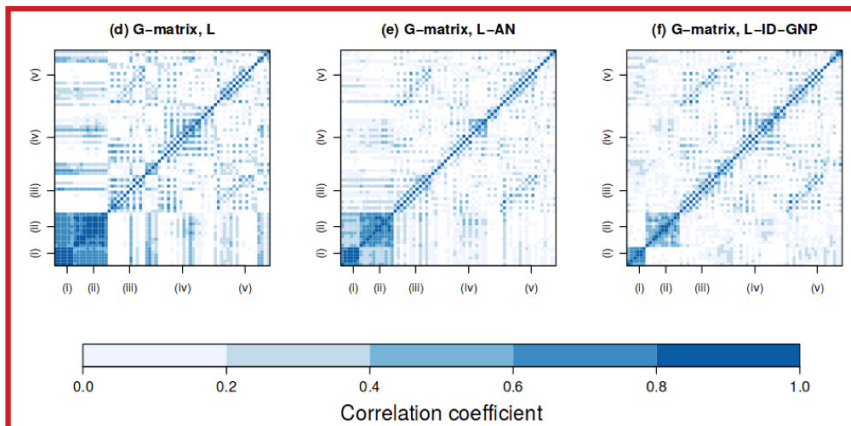 (d) G−matrix, L
(e) G−matrix, L−AN
(f) G−matrix, L−ID−GNP
(v)
(iv)
(iii)
(ii)
(i)
(v)
(iv)
(iii)
(ii)
(i)
(v)
(iv)
(iii)
(ii)
(i)
(i) (ii) (iii) (iv) (v)
(i) (ii) (iii) (iv) (v)
(i) (ii) (iii) (iv) (v)
0.0 0.2 0.4 0.6 0.8 1.0
Correlation coefficient